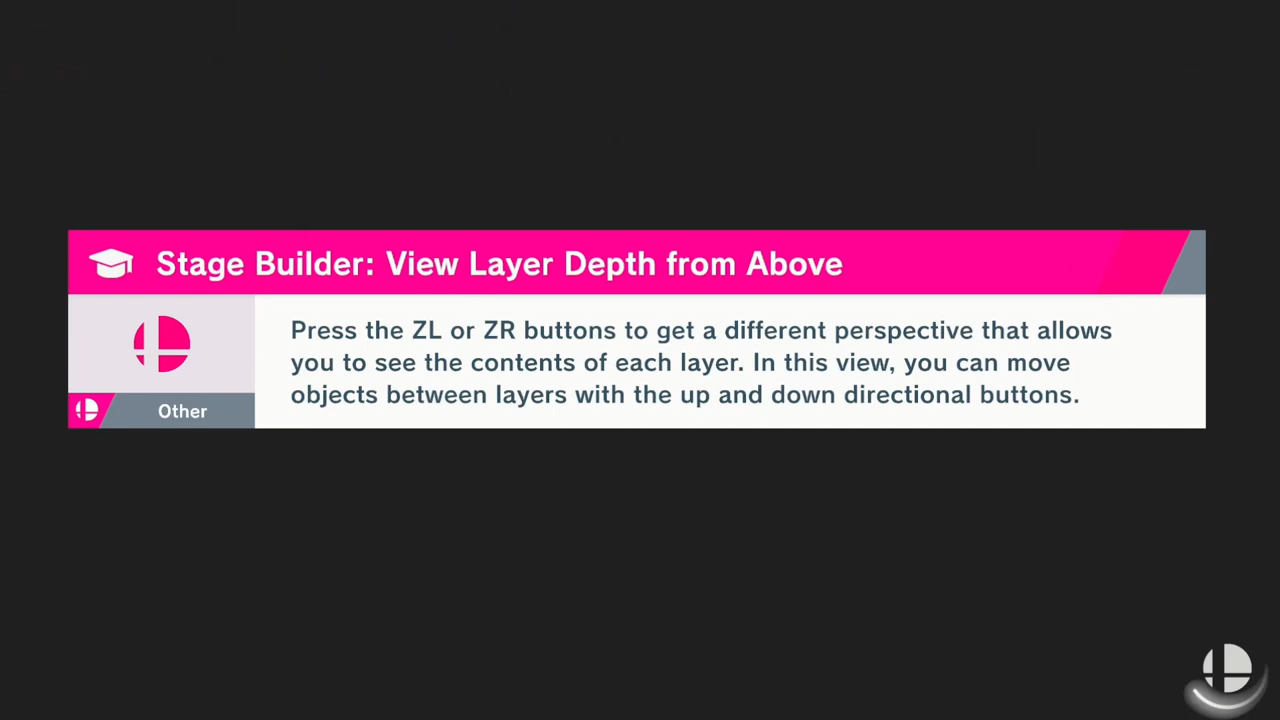 Stage Builder: View Layer Depth from Above
Press the ZL or ZR buttons to get a different perspective that allows
you to see the contents of each layer. In this view, you can move
objects between layers with the up and down directional buttons.
Other